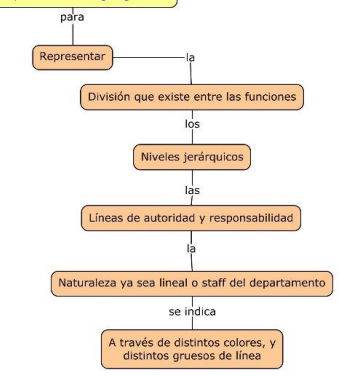 para
Representar
la
División que existe entre las funciones
los
Niveles jerárquicos
las
Líneas de autoridad y responsabilidad
la
Naturaleza ya sea lineal o staff del departamento
se indica
A través de distintos colores, y
distintos gruesos de línea